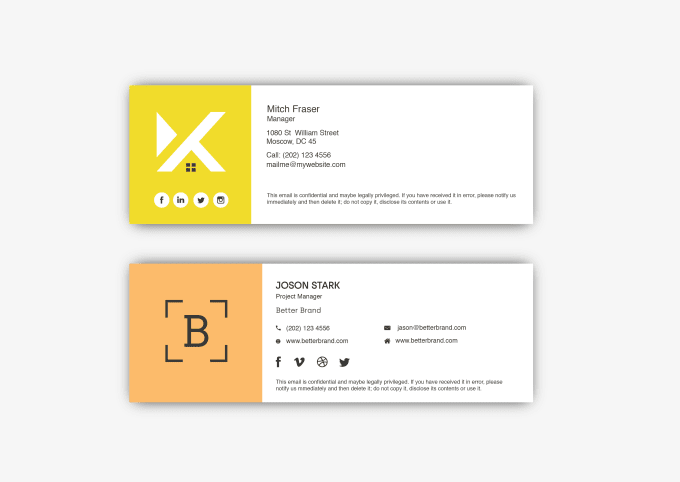 Mitch Fraser
Manager
1080 St William Street
Moscow, DC 45
Call: (202) 123 4556
mailme@mywebsite.com
This email is confidential and maybe legally privileged. If you have received it in error, please notify us
immediately and then delete it; do not copy it, disclose its contents or use it.
B
JOSON STARK
Project Manager
Better Brand
(202) 123 4556 jason@betterbrand.com
www.betterbrand.com www.betterbrand.com
This email is confidential and maybe legally privileged. If you have received it in error, please
notify us immediately and then delete it; do not copy it, disclose its contents or use it.